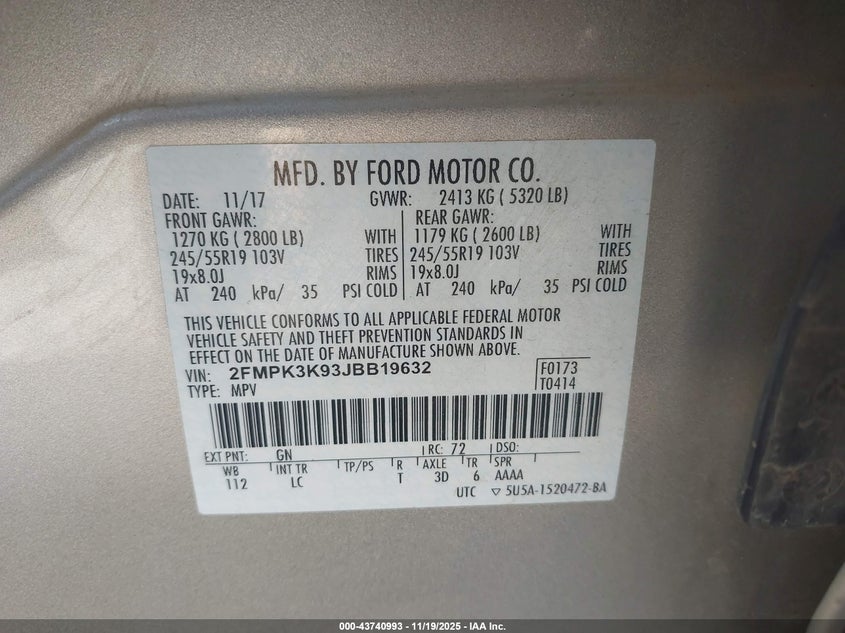 MFD. BY FORD MOTOR CO.
DATE: 11/17 GVWR: 2413 KG ( 5320 LB)
FRONT GAWR: REAR GAWR:
1270 KG ( 2800 LB) WITH 1179 KG ( 2600 LB) WITH
245/55R19 103V TIRES 245/55R19 103V TIRES
19x8.0J RIMS 19x8.0J RIMS
AT 240 kPa/ 35 PSI COLD AT 240 kPa/ 35 PSI COLD
THIS VEHICLE CONFORMS TO ALL APPLICABLE FEDERAL MOTOR
VEHICLE SAFETY AND THEFT PREVENTION STANDARDS IN
EFFECT ON THE DATE OF MANUFACTURE SHOWN ABOVE.
VIN: 2FMPK3K93JBB19632 F0173
TYPE: MPV T0414
EXT PNT: GN RC: 72 DSO:
WB INT TR TP/PS R AXLE TR SPR
112 LC T 3D 6 AAAA
UTC ▽ 5U5A-1520472-BA
000-43740993 - 11/19/2025 - IAA Inc.